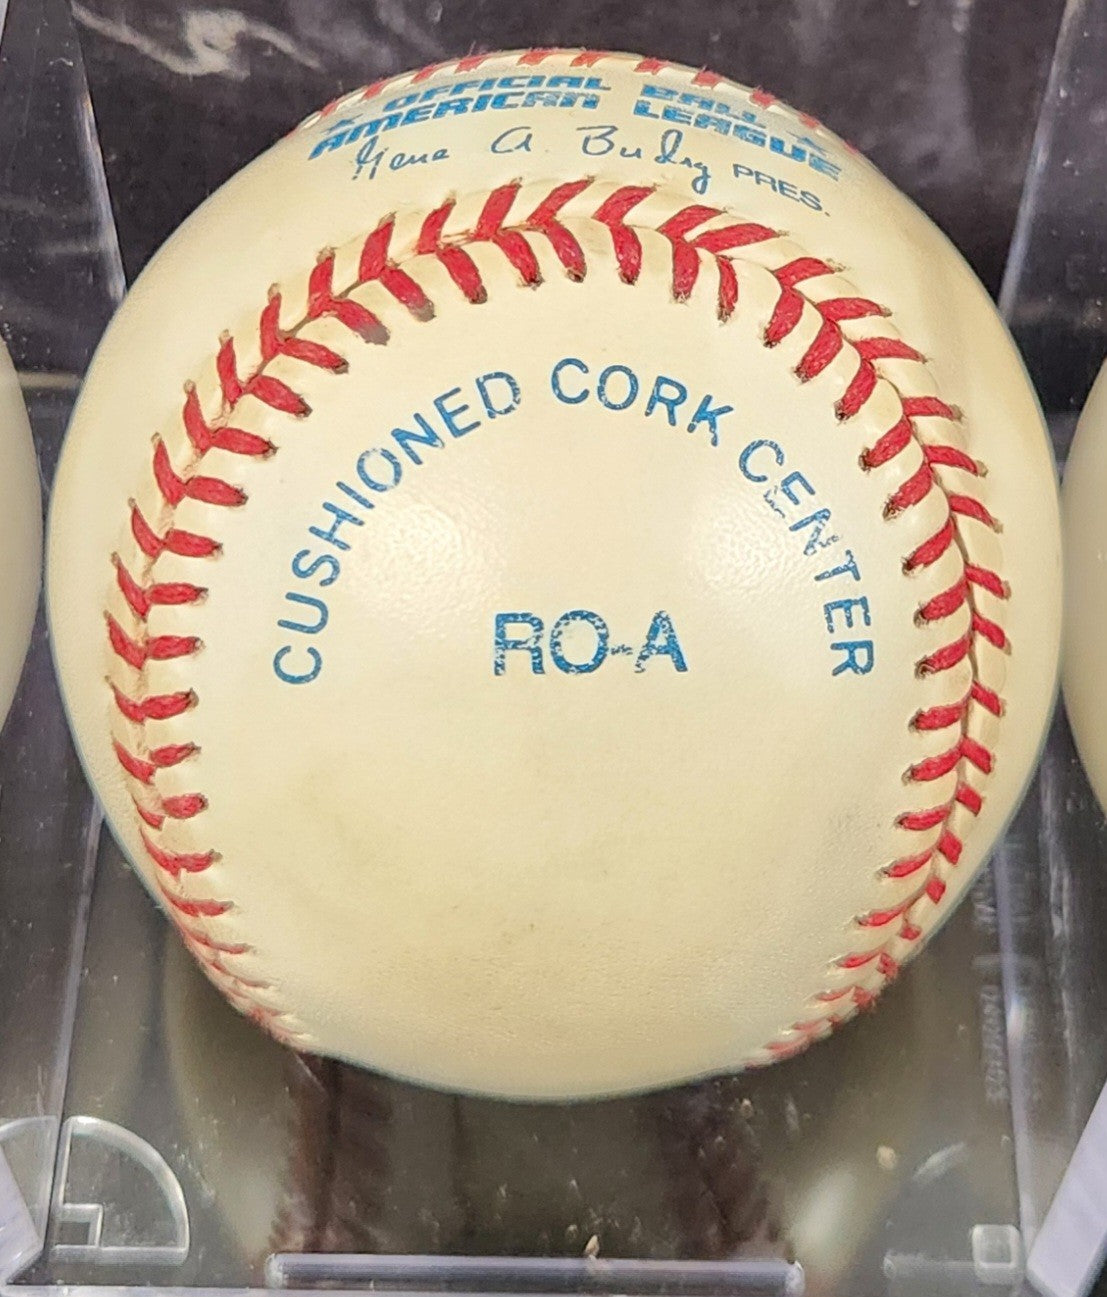 OFFICIAL BALL
AMERICAN LEAGUE
Gene A. Budig PRES.
CUSHIONED CORK CENTER
RO-A